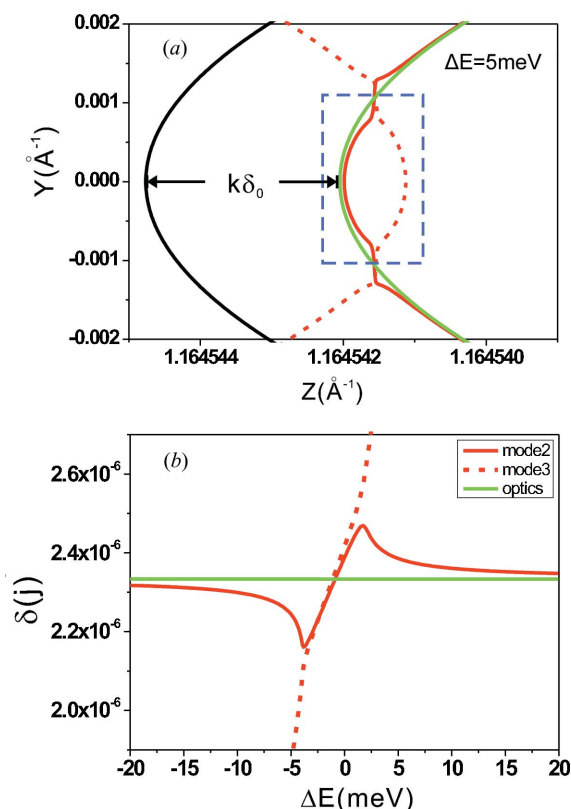 (a)
ΔE=5meV
0.002
0.001
0.000
-0.001
-0.002
Y(Å⁻¹)
kδ₀
1.164544
1.164542
1.164540
Z(Å⁻¹)
(b)
mode2
mode3
optics
2.6x10⁻⁶
2.4x10⁻⁶
2.2x10⁻⁶
2.0x10⁻⁶
δ(j)
-20
-15
-10
-5
0
5
10
15
20
ΔE(meV)